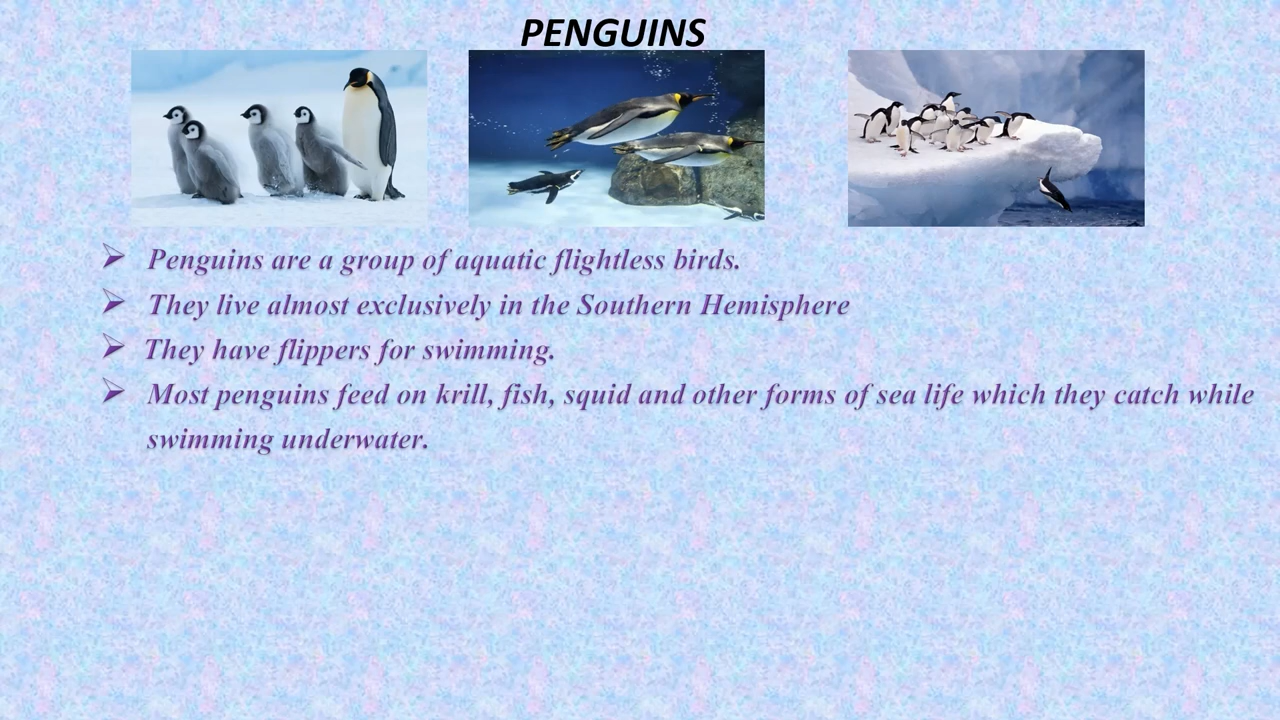 PENGUINS
➢ Penguins are a group of aquatic flightless birds.
➢ They live almost exclusively in the Southern Hemisphere
➢ They have flippers for swimming.
➢ Most penguins feed on krill, fish, squid and other forms of sea life which they catch while
swimming underwater.